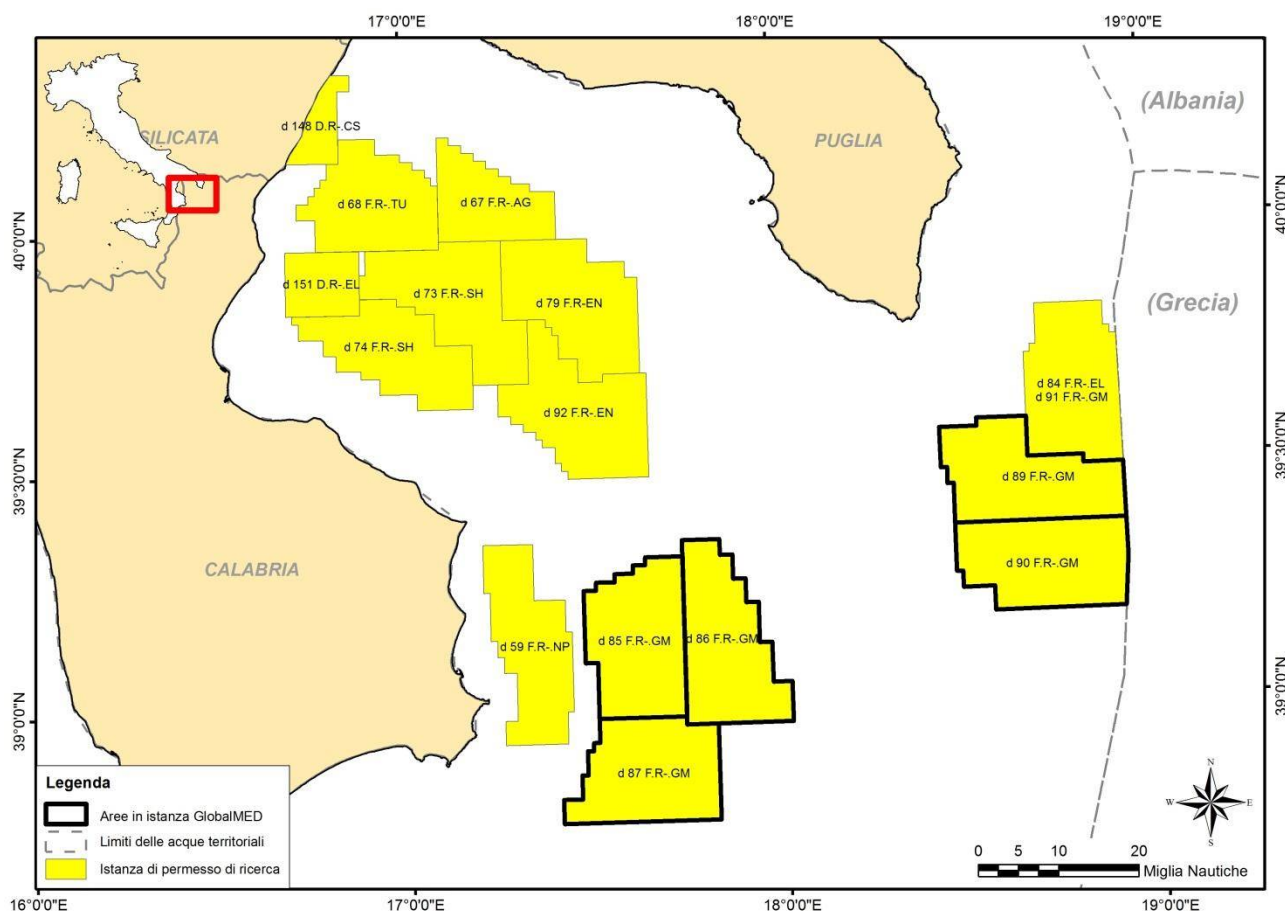 17°0'0"E
18°0'0"E
19°0'0"E
(Albania)
d 148 D.R-.CS
SILICATA
PUGLIA
d 68 F.R-.TU
d 67 F.R-.AG
40°0'0"N
40°0'0"N
d 151 D.R-.EL
d 73 F.R-.SH
d 79 F.R-EN
(Grecia)
d 74 F.R-.SH
d 84 F.R-.EL
d 91 F.R-.GM
d 92 F.R-.EN
39°30'0"N
39°30'0"N
d 89 F.R-.GM
d 90 F.R-.GM
CALABRIA
d 59 F.R-.NP
d 85 F.R-.GM
d 86 F.R-.GM
39°0'0"N
39°0'0"N
d 87 F.R-.GM
Legenda
Aree in istanza GlobalMED
Limiti delle acque territoriali
Istanza di permesso di ricerca
N
W
E
S
0 5 10 20
Miglia Nautiche
16°0'0"E
17°0'0"E
18°0'0"E
19°0'0"E